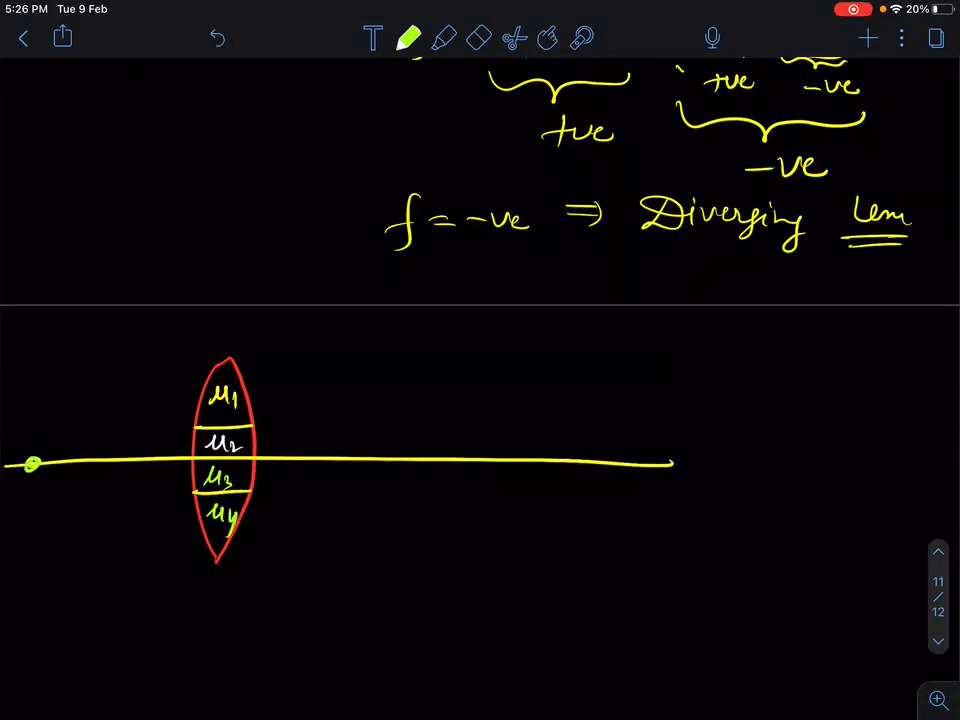 5:26 PM Tue 9 Feb
20%
T
+ve -ve
+ve
-ve
f = -ve ⇒ Diverging lens
μ1
μ2
μ3
μ4
11
/
12